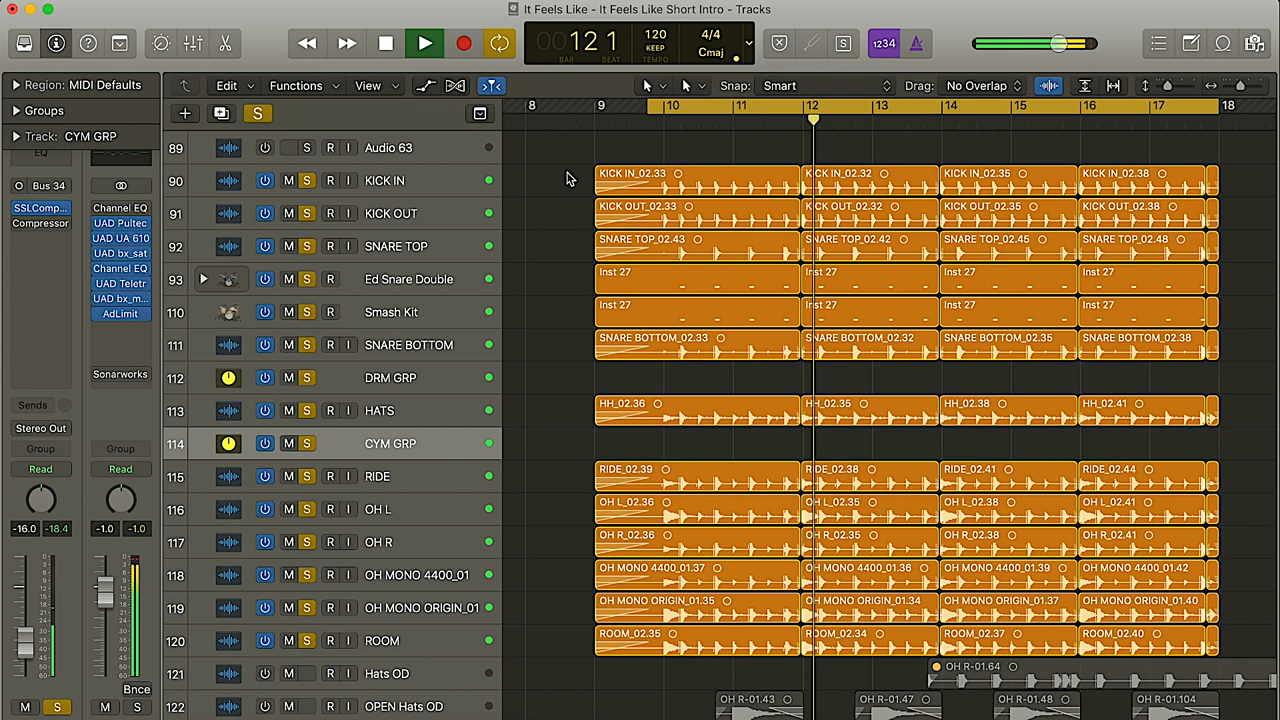 It Feels Like - It Feels Like Short Intro - Tracks
0012 1 120 4/4
KEEP Cmaj
BAR BEAT TEMPO
1234
Region: MIDI Defaults
Edit Functions View Snap: Smart Drag: No Overlap
Groups
8 9 10 11 12 13 14 15 16 17 18
S
Track: CYM GRP
EQ
89 S R I Audio 63
90 M S R I KICK IN KICK IN_02.33 KICK IN_02.32 KICK IN_02.35 KICK IN_02.38
Bus 34
SSLComp... Channel EQ
91 M S R I KICK OUT KICK OUT_02.33 KICK OUT_02.32 KICK OUT_02.35 KICK OUT_02.38
Compressor UAD Pultec
UAD UA 610
92 M S R I SNARE TOP SNARE TOP_02.43 SNARE TOP_02.42 SNARE TOP_02.45 SNARE TOP_02.48
UAD bx_sat
Channel EQ
93 M S R Ed Snare Double Inst 27 Inst 27 Inst 27 Inst 27
UAD Teletr
UAD bx_m...
110 M S R Smash Kit Inst 27 Inst 27 Inst 27 Inst 27
AdLimit
111 M S R I SNARE BOTTOM SNARE BOTTOM_02.33 SNARE BOTTOM_02.32 SNARE BOTTOM_02.35 SNARE BOTTOM_02.38
Sonarworks
112 M S DRM GRP
Sends
113 M S R I HATS HH_02.36 HH_02.35 HH_02.38 HH_02.41
Stereo Out
114 M S CYM GRP
Group Group
Read Read
115 M S R I RIDE RIDE_02.39 RIDE_02.38 RIDE_02.41 RIDE_02.44
116 M S R I OH L OH L_02.36 OH L_02.35 OH L_02.38 OH L_02.41
-16.0 -18.4 -1.0 -1.0
117 M S R I OH R OH R_02.36 OH R_02.35 OH R_02.38 OH R_02.41
118 M S R I OH MONO 4400_01 OH MONO 4400_01.37 OH MONO 4400_01.36 OH MONO 4400_01.39 OH MONO 4400_01.42
119 M S R I OH MONO ORIGIN_01 OH MONO ORIGIN_01.35 OH MONO ORIGIN_01.34 OH MONO ORIGIN_01.37 OH MONO ORIGIN_01.40
120 M S R I ROOM ROOM_02.35 ROOM_02.34 ROOM_02.37 ROOM_02.40
121 M R I Hats OD OH R-01.64
Bnce
M S M S
122 M R I OPEN Hats OD OH R-01.43 OH R-01.47 OH R-01.48 OH R-01.104